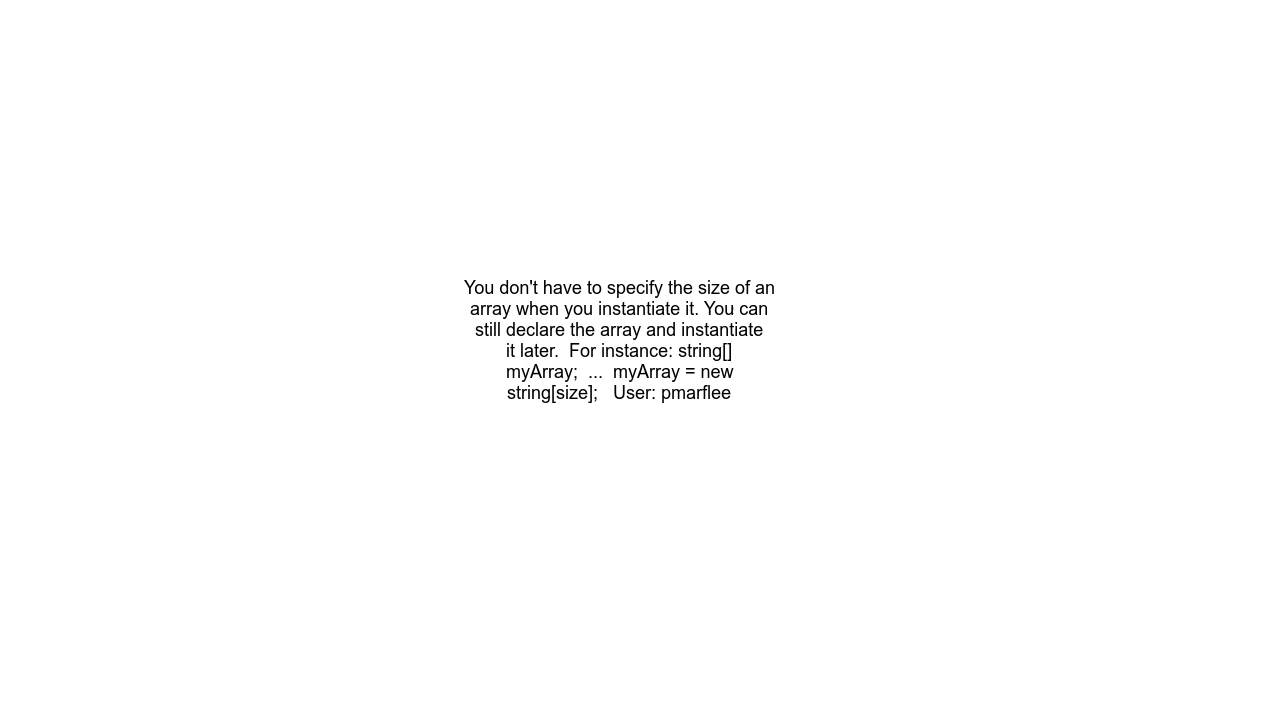 You don't have to specify the size of an
array when you instantiate it. You can
still declare the array and instantiate
it later.  For instance: string[]
myArray;  ...  myArray = new
string[size];   User: pmarflee